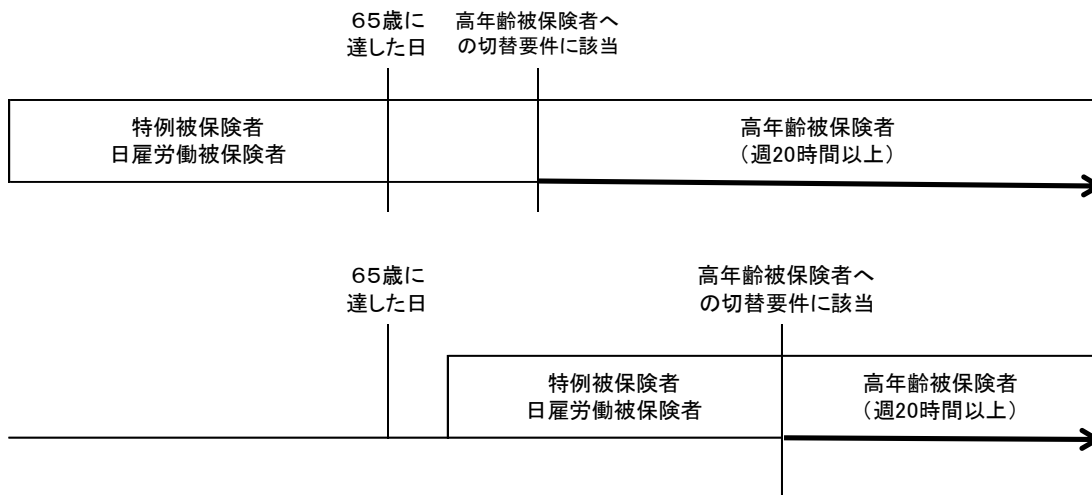 65歳に
達した日
高年齢被保険者へ
の切替要件に該当
特例被保険者
日雇労働被保険者
高年齢被保険者
（週20時間以上）
65歳に
達した日
高年齢被保険者へ
の切替要件に該当
特例被保険者
日雇労働被保険者
高年齢被保険者
（週20時間以上）